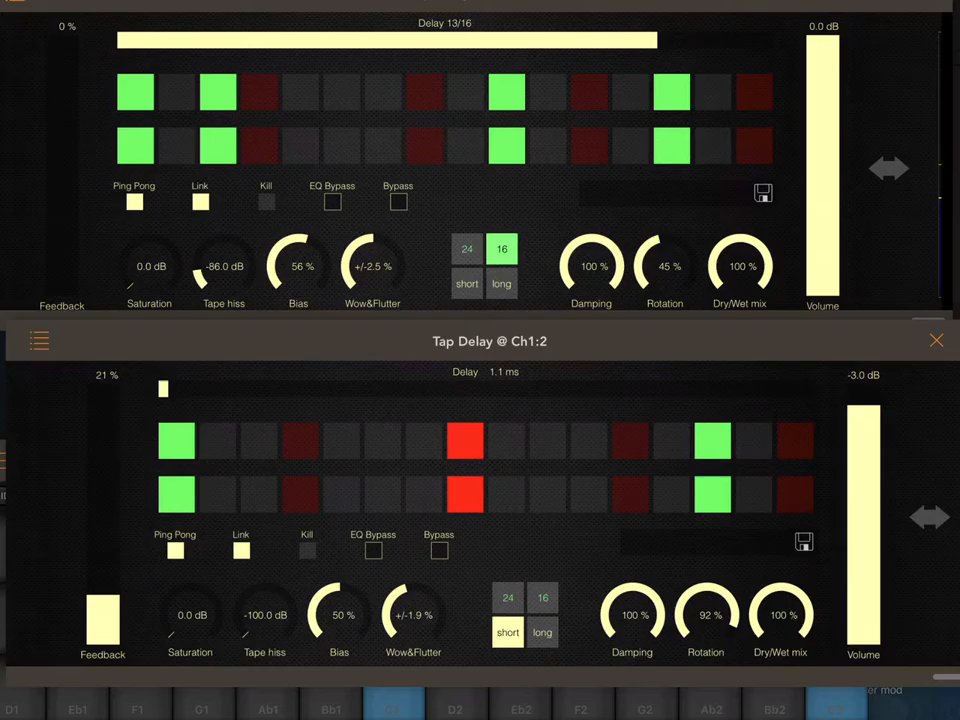 Delay 13/16
0 %
0.0 dB
Ping Pong
Link
Kill
EQ Bypass
Bypass
0.0 dB
-86.0 dB
56 %
+/-2.5 %
24
16
short
long
100 %
45 %
100 %
Feedback
Saturation
Tape hiss
Bias
Wow&Flutter
Damping
Rotation
Dry/Wet mix
Volume
Tap Delay @ Ch1:2
21 %
Delay 1.1 ms
-3.0 dB
Ping Pong
Link
Kill
EQ Bypass
Bypass
0.0 dB
-100.0 dB
50 %
+/-1.9 %
24
16
short
long
100 %
92 %
100 %
Feedback
Saturation
Tape hiss
Bias
Wow&Flutter
Damping
Rotation
Dry/Wet mix
Volume
er mod
D1
Eb1
F1
G1
Ab1
Bb1
D2
Eb2
F2
G2
Ab2
Bb2